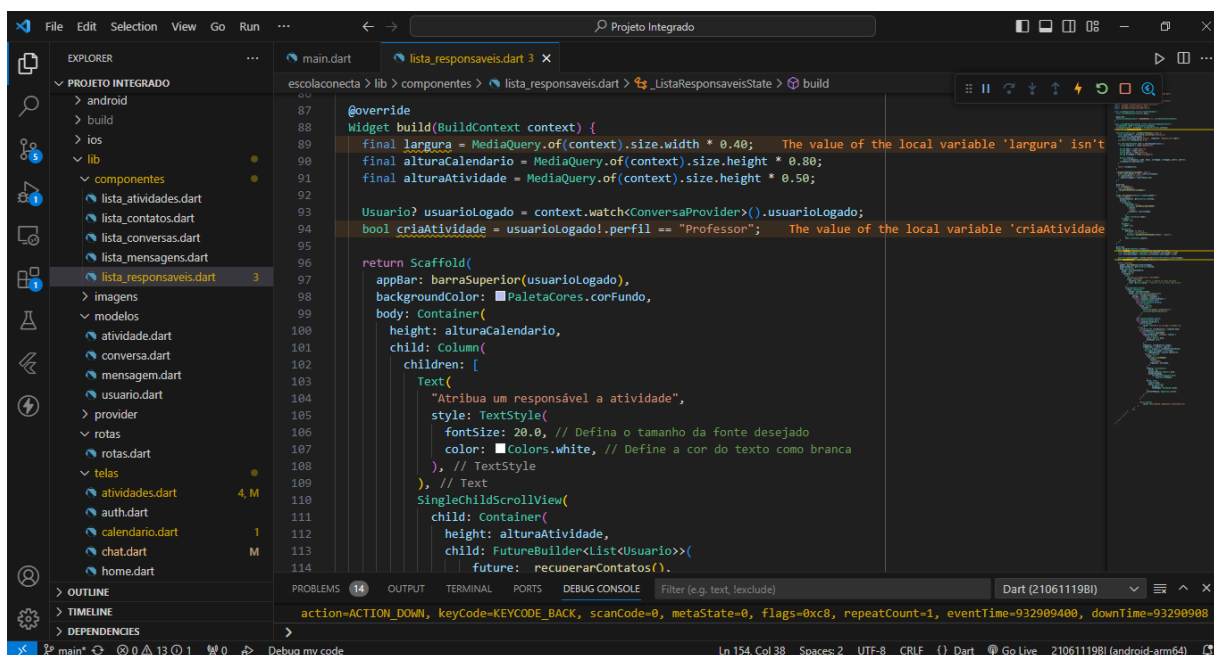 File Edit Selection View Go Run ... Projeto Integrado
EXPLORER
PROJETO INTEGRADO
android
build
ios
lib
componentes
lista_atividades.dart
lista_contatos.dart
lista_conversas.dart
lista_mensagens.dart
lista_responsaveis.dart 3
imagens
modelos
atividade.dart
conversa.dart
mensagem.dart
usuario.dart
provider
rotas
rotas.dart
telas
atividades.dart 4, M
auth.dart
calendario.dart 1
chat.dart M
home.dart
OUTLINE
TIMELINE
DEPENDENCIES
main.dart lista_responsaveis.dart 3
escolaconecta > lib > componentes > lista_responsaveis.dart > _ListaResponsaveisState > build
87 @override
88 Widget build(BuildContext context) {
89 final largura = MediaQuery.of(context).size.width * 0.40; The value of the local variable 'largura' isn't
90 final alturaCalendario = MediaQuery.of(context).size.height * 0.80;
91 final alturaAtividade = MediaQuery.of(context).size.height * 0.50;
92
93 Usuario? usuarioLogado = context.watch<ConversaProvider>().usuarioLogado;
94 bool criaAtividade = usuarioLogado!.perfil == "Professor"; The value of the local variable 'criaAtividade
95
96 return Scaffold(
97 appBar: barraSuperior(usuarioLogado),
98 backgroundColor: PaletaCores.corFundo,
99 body: Container(
100 height: alturaCalendario,
101 child: Column(
102 children: [
103 Text(
104 "Atribua um responsável a atividade",
105 style: TextStyle(
106 fontSize: 20.0, // Defina o tamanho da fonte desejado
107 color: Colors.white, // Define a cor do texto como branca
108 ), // TextStyle
109 ), // Text
110 SingleChildScrollView(
111 child: Container(
112 height: alturaAtividade,
113 child: FutureBuilder<List<Usuario>>(
114 future: recuperarContatos(),
PROBLEMS 14 OUTPUT TERMINAL PORTS DEBUG CONSOLE Filter (e.g. text, !exclude) Dart (21061119BI)
action=ACTION_DOWN, keyCode=KEYCODE_BACK, scanCode=0, metaState=0, flags=0xc8, repeatCount=1, eventTime=932909400, downTime=93290908
>
main* 0 13 1 0 Debug my code Ln 154, Col 38 Spaces: 2 UTF-8 CRLF {} Dart Go Live 21061119BI (android-arm64)